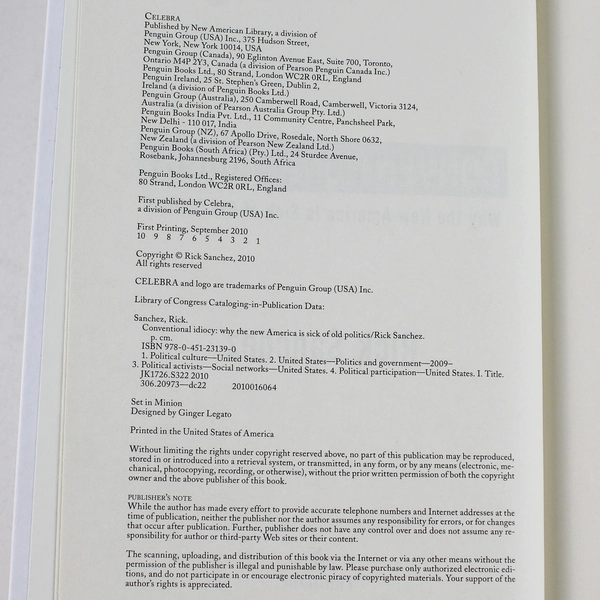 CELEBRA
Published by New American Library, a division of
Penguin Group (USA) Inc., 375 Hudson Street,
New York, New York 10014, USA
Penguin Group (Canada), 90 Eglinton Avenue East, Suite 700, Toronto,
Ontario M4P 2Y3, Canada (a division of Pearson Penguin Canada Inc.)
Penguin Books Ltd., 80 Strand, London WC2R 0RL, England
Penguin Ireland, 25 St. Stephen's Green, Dublin 2,
Ireland (a division of Penguin Books Ltd.)
Penguin Group (Australia), 250 Camberwell Road, Camberwell, Victoria 3124,
Australia (a division of Pearson Australia Group Pty. Ltd.)
Penguin Books India Pvt. Ltd., 11 Community Centre, Panchsheel Park,
New Delhi - 110 017, India
Penguin Group (NZ), 67 Apollo Drive, Rosedale, North Shore 0632,
New Zealand (a division of Pearson New Zealand Ltd.)
Penguin Books (South Africa) (Pty.) Ltd., 24 Sturdee Avenue,
Rosebank, Johannesburg 2196, South Africa
Penguin Books Ltd., Registered Offices:
80 Strand, London WC2R 0RL, England
First published by Celebra,
a division of Penguin Group (USA) Inc.
First Printing, September 2010
10 9 8 7 6 5 4 3 2 1
Copyright © Rick Sanchez, 2010
All rights reserved
CELEBRA and logo are trademarks of Penguin Group (USA) Inc.
Library of Congress Cataloging-in-Publication Data:
Sanchez, Rick.
Conventional idiocy: why the new America is sick of old politics/Rick Sanchez.
p. cm.
ISBN 978-0-451-23139-0
1. Political culture—United States. 2. United States—Politics and government—2009–
3. Political activists—Social networks—United States. 4. Political participation—United States. I. Title.
JK1726.S322 2010
306.20973—dc22 2010016064
Set in Minion
Designed by Ginger Legato
Printed in the United States of America
Without limiting the rights under copyright reserved above, no part of this publication may be reproduced,
stored in or introduced into a retrieval system, or transmitted, in any form, or by any means (electronic, me-
chanical, photocopying, recording, or otherwise), without the prior written permission of both the copyright
owner and the above publisher of this book.
PUBLISHER'S NOTE
While the author has made every effort to provide accurate telephone numbers and Internet addresses at the
time of publication, neither the publisher nor the author assumes any responsibility for errors, or for changes
that occur after publication. Further, publisher does not have any control over and does not assume any re-
sponsibility for author or third-party Web sites or their content.
The scanning, uploading, and distribution of this book via the Internet or via any other means without the
permission of the publisher is illegal and punishable by law. Please purchase only authorized electronic edi-
tions, and do not participate in or encourage electronic piracy of copyrighted materials. Your support of the
author's rights is appreciated.